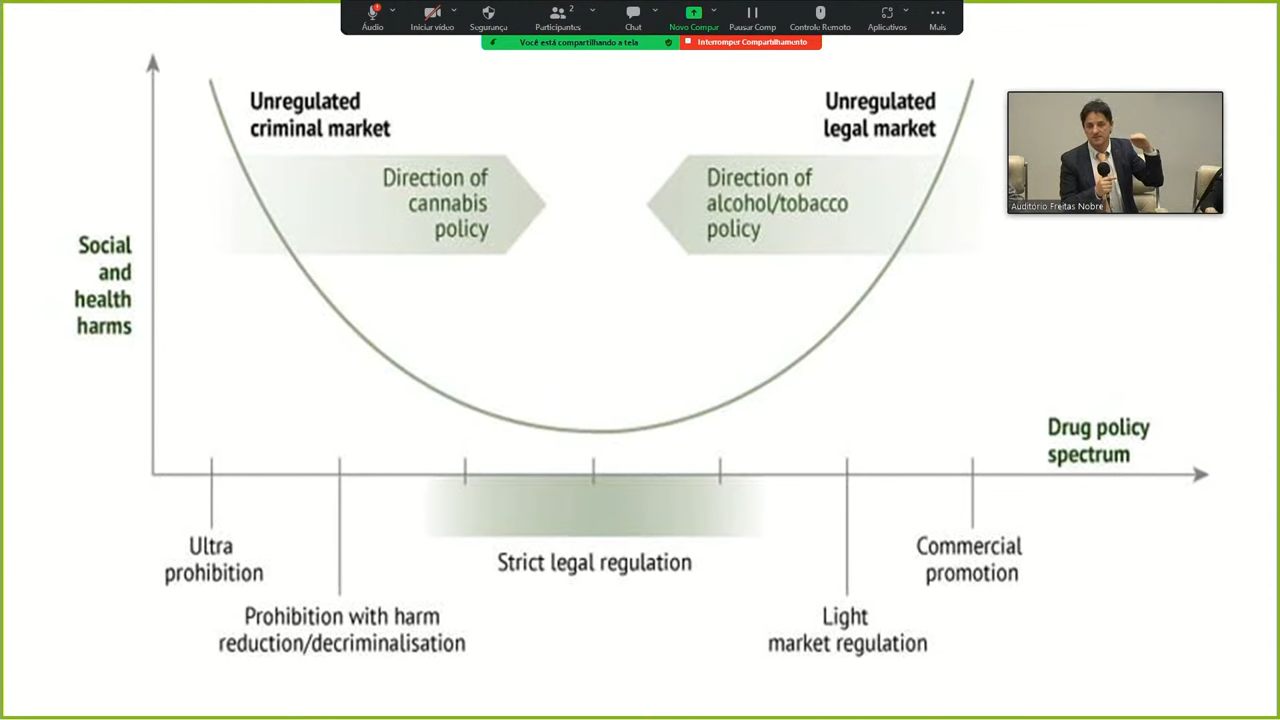 Áudio
Iniciar vídeo
Segurança
Participantes
2
Chat
Novo Compar
Pausar Comp
Controle Remoto
Aplicativos
Mais
Você está compartilhando a tela
Interromper Compartilhamento
Unregulated
criminal market
Unregulated
legal market
Direction of
cannabis
policy
Direction of
alcohol/tobacco
policy
Auditório Freitas Nobre
Social
and
health
harms
Drug policy
spectrum
Ultra
prohibition
Strict legal regulation
Commercial
promotion
Prohibition with harm
reduction/decriminalisation
Light
market regulation